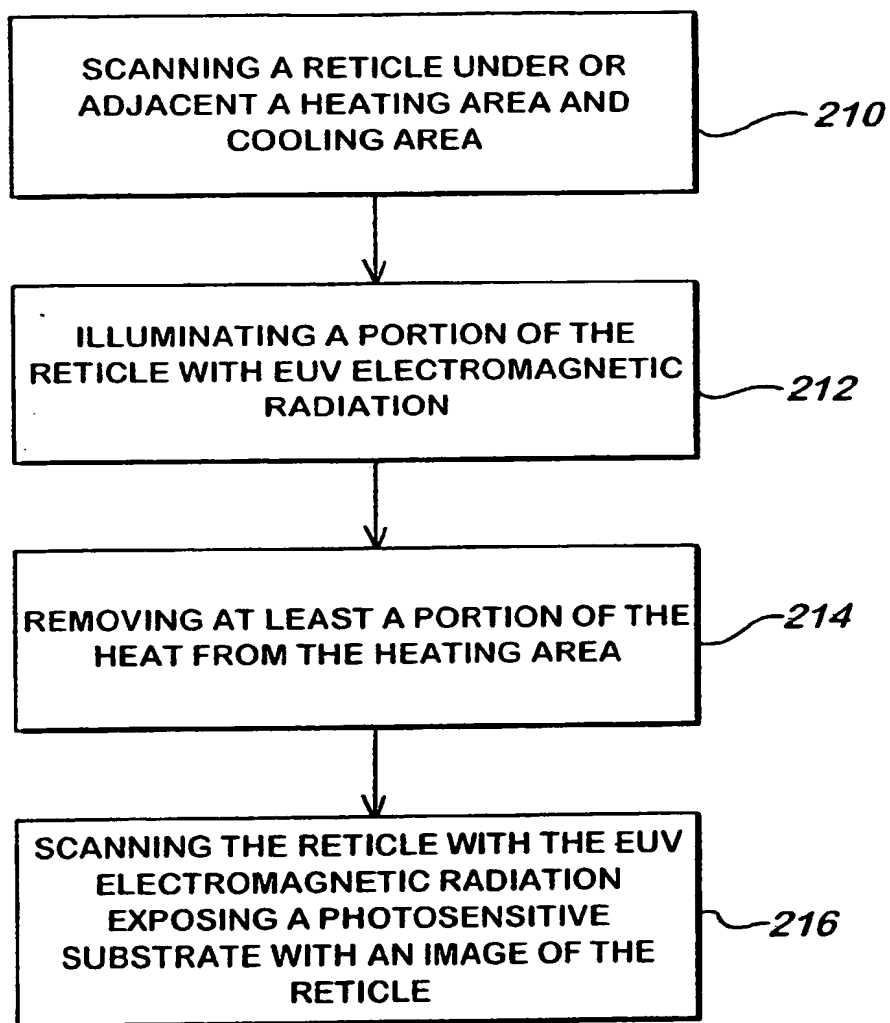 SCANNING A RETICLE UNDER OR
ADJACENT A HEATING AREA AND
COOLING AREA
210
ILLUMINATING A PORTION OF THE
RETICLE WITH EUV ELECTROMAGNETIC
RADIATION
212
REMOVING AT LEAST A PORTION OF THE
HEAT FROM THE HEATING AREA
214
SCANNING THE RETICLE WITH THE EUV
ELECTROMAGNETIC RADIATION
EXPOSING A PHOTOSENSITIVE
SUBSTRATE WITH AN IMAGE OF THE
RETICLE
216